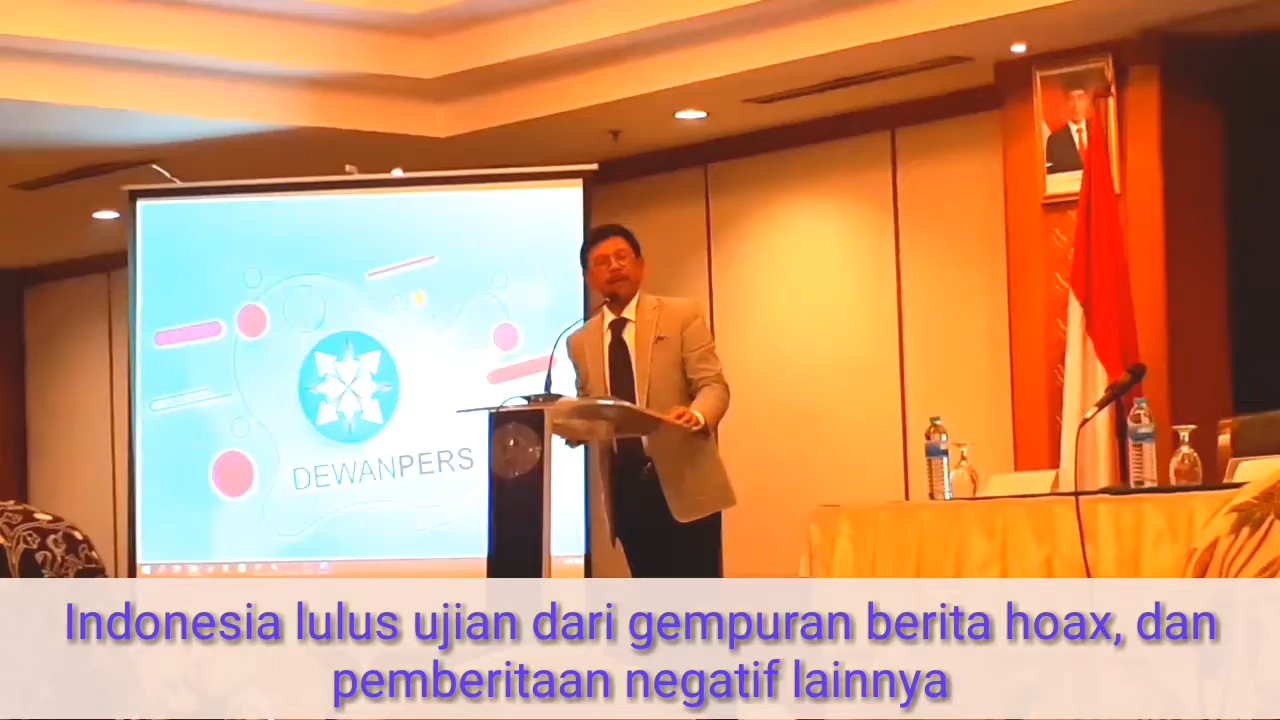 DEWANPERS
Indonesia lulus ujian dari gempuran berita hoax, dan
pemberitaan negatif lainnya